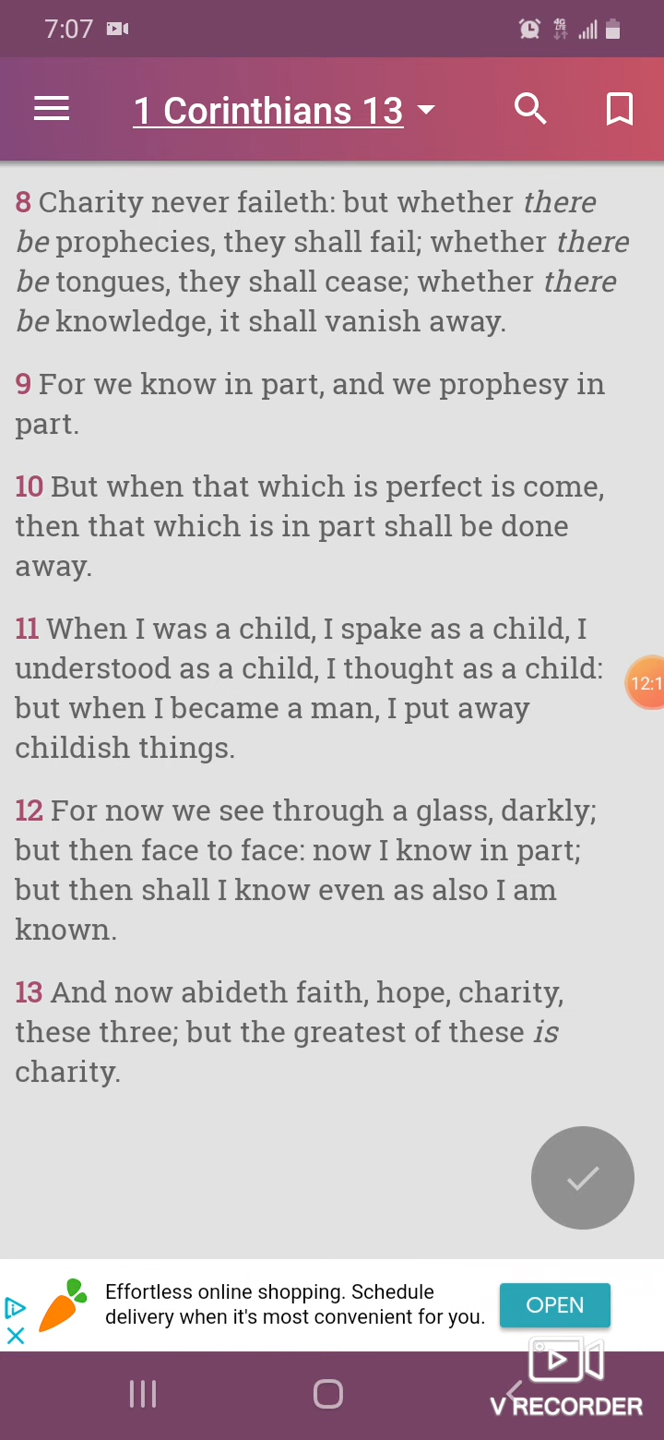 7:07
4G
LTE
1 Corinthians 13
8 Charity never faileth: but whether there
be prophecies, they shall fail; whether there
be tongues, they shall cease; whether there
be knowledge, it shall vanish away.
9 For we know in part, and we prophesy in
part.
10 But when that which is perfect is come,
then that which is in part shall be done
away.
11 When I was a child, I spake as a child, I
understood as a child, I thought as a child:
but when I became a man, I put away
childish things.
12:1
12 For now we see through a glass, darkly;
but then face to face: now I know in part;
but then shall I know even as also I am
known.
13 And now abideth faith, hope, charity,
these three; but the greatest of these is
charity.
Effortless online shopping. Schedule
delivery when it's most convenient for you.
OPEN
V RECORDER